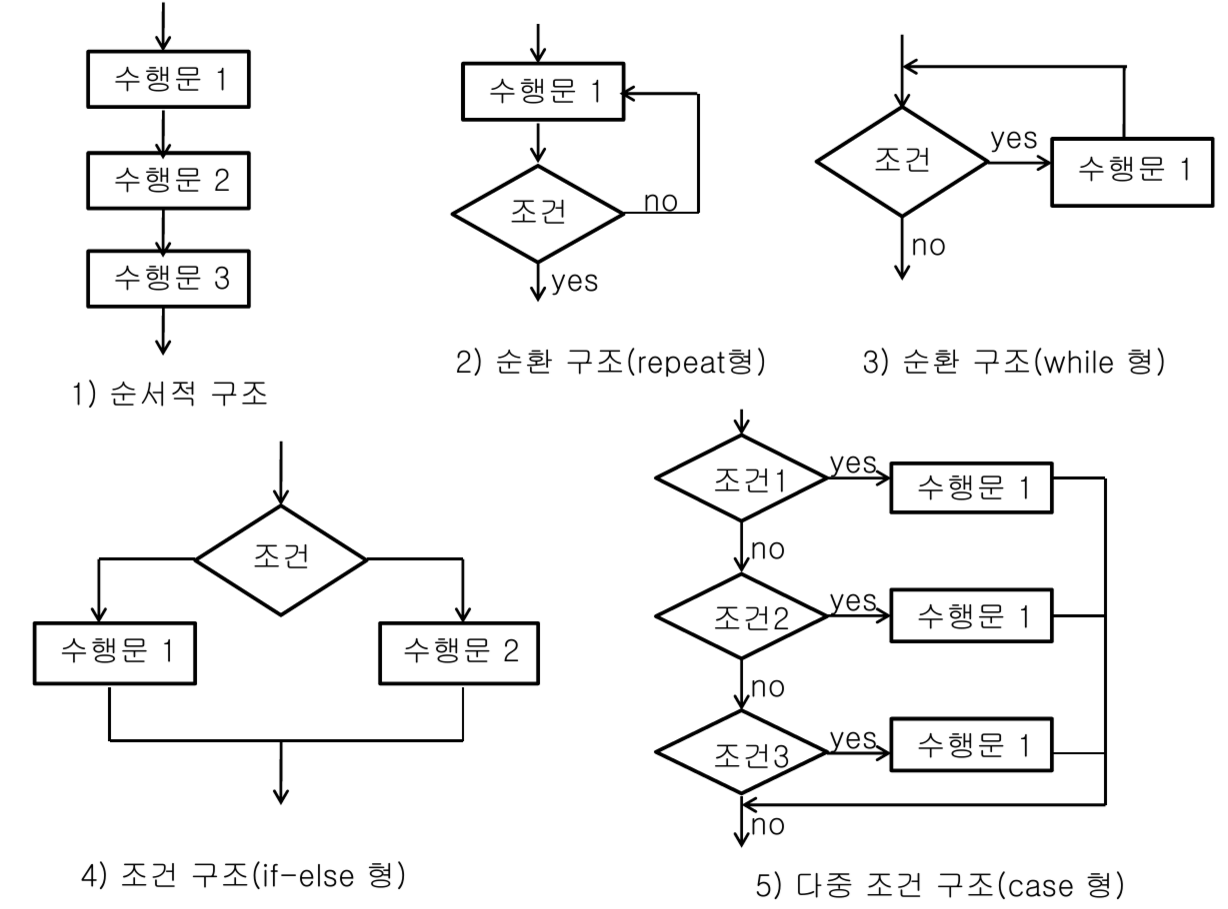 수행문 1
수행문 2
수행문 3
1) 순서적 구조
수행문 1
조건
no
yes
2) 순환 구조(repeat형)
조건
yes
수행문 1
no
3) 순환 구조(while 형)
조건
수행문 1
수행문 2
4) 조건 구조(if-else 형)
조건1
yes
수행문 1
no
조건2
yes
수행문 1
no
조건3
yes
수행문 1
no
5) 다중 조건 구조(case 형)